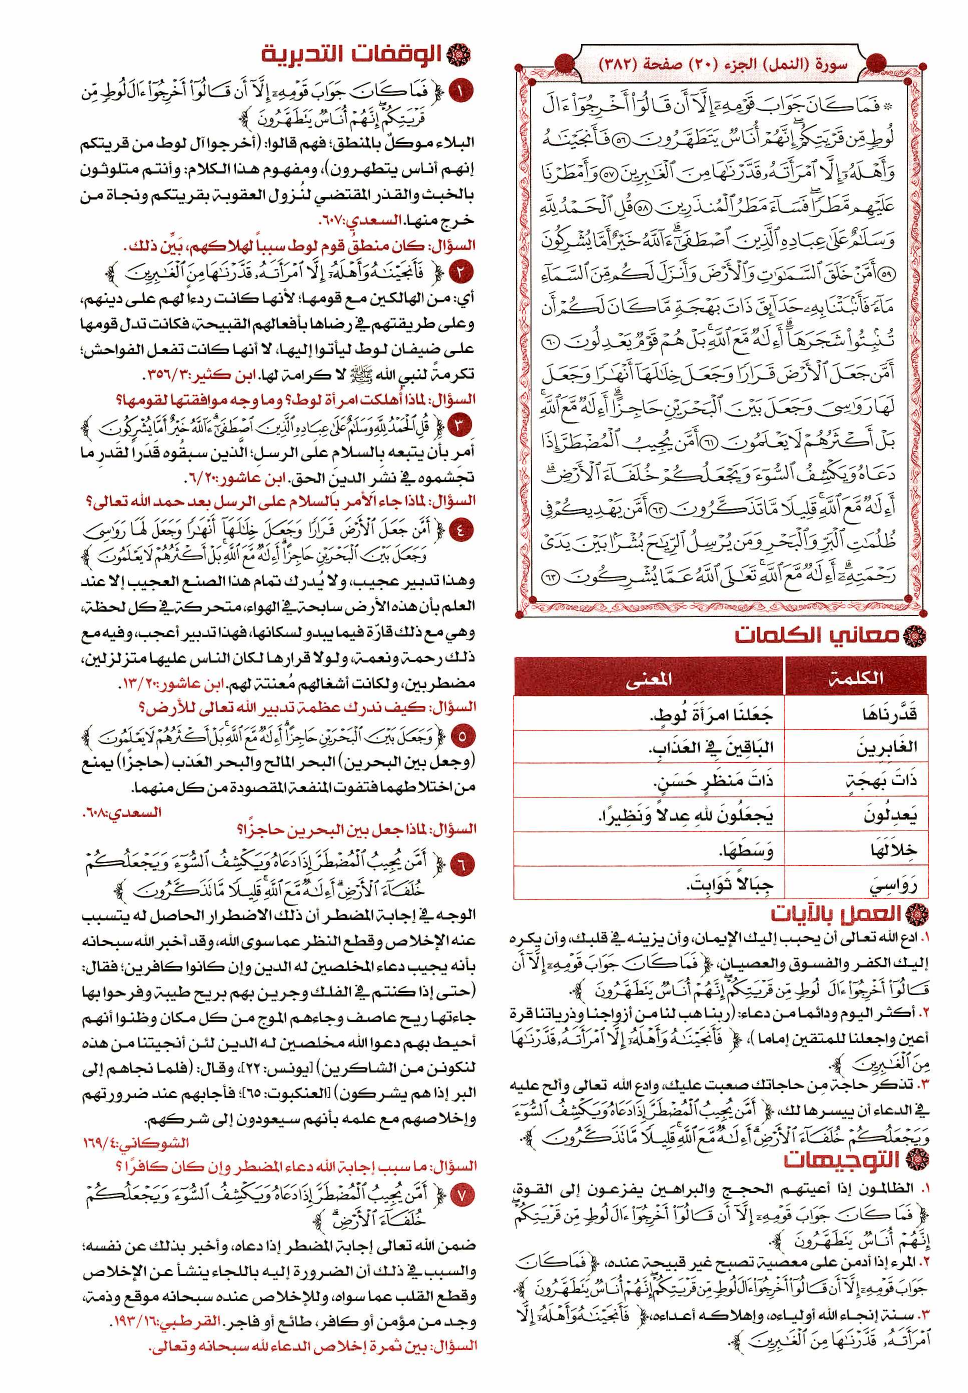 سورة (النمل) الجزء (٢٠) صفحة (٣٨٢)
۞ فَمَا كَانَ جَوَابَ قَوْمِهِۦٓ إِلَّآ أَن قَالُوٓا۟ أَخْرِجُوٓا۟ ءَالَ
لُوطٍ مِّن قَرْيَتِكُمْ ۖ إِنَّهُمْ أُنَاسٌ يَتَطَهَّرُونَ ٥٦ فَأَنجَيْنَٰهُ
وَأَهْلَهُۥٓ إِلَّا ٱمْرَأَتَهُۥ قَدَّرْنَٰهَا مِنَ ٱلْغَٰبِرِينَ ٥٧ وَأَمْطَرْنَا
عَلَيْهِم مَّطَرًا ۖ فَسَآءَ مَطَرُ ٱلْمُنذَرِينَ ٥٨ قُلِ ٱلْحَمْدُ لِلَّهِ
وَسَلَٰمٌ عَلَىٰ عِبَادِهِ ٱلَّذِينَ ٱصْطَفَىٰٓ ۗ ءَآللَّهُ خَيْرٌ أَمَّا يُشْرِكُونَ
٥٩ أَمَّنْ خَلَقَ ٱلسَّمَٰوَٰتِ وَٱلْأَرْضَ وَأَنزَلَ لَكُم مِّنَ ٱلسَّمَآءِ
مَآءً فَأَنۢبَتْنَا بِهِۦ حَدَآئِقَ ذَاتَ بَهْجَةٍ مَّا كَانَ لَكُمْ أَن
تُنۢبِتُوا۟ شَجَرَهَآ ۗ أَءِلَٰهٌ مَّعَ ٱللَّهِ ۚ بَلْ هُمْ قَوْمٌ يَعْدِلُونَ ٦٠
أَمَّن جَعَلَ ٱلْأَرْضَ قَرَارًا وَجَعَلَ خِلَٰلَهَآ أَنْهَٰرًا وَجَعَلَ
لَهَا رَوَٰسِىَ وَجَعَلَ بَيْنَ ٱلْبَحْرَيْنِ حَاجِزًا ۗ أَءِلَٰهٌ مَّعَ ٱللَّهِ ۚ
بَلْ أَكْثَرُهُمْ لَا يَعْلَمُونَ ٦١ أَمَّن يُجِيبُ ٱلْمُضْطَرَّ إِذَا
دَعَاهُ وَيَكْشِفُ ٱلسُّوٓءَ وَيَجْعَلُكُمْ خُلَفَآءَ ٱلْأَرْضِ ۗ
أَءِلَٰهٌ مَّعَ ٱللَّهِ ۚ قَلِيلًا مَّا تَذَكَّرُونَ ٦٢ أَمَّن يَهْدِيكُمْ فِى
ظُلُمَٰتِ ٱلْبَرِّ وَٱلْبَحْرِ وَمَن يُرْسِلُ ٱلرِّيَٰحَ بُشْرًۢا بَيْنَ يَدَىْ
رَحْمَتِهِۦٓ ۗ أَءِلَٰهٌ مَّعَ ٱللَّهِ ۚ تَعَٰلَى ٱللَّهُ عَمَّا يُشْرِكُونَ ٦٣
معاني الكلمات
الكلمة المعنى
قَدَّرنَاهَا جَعَلنَا امرَأَةَ لُوطٍ.
الغَابِرِينَ البَاقِينَ فِي العَذَابِ.
ذَاتَ بَهجَةٍ ذَاتَ مَنظَرٍ حَسَنٍ.
يَعدِلُونَ يَجعَلُونَ للهِ عِدلاً وَنَظيرًا.
خِلاَلَهَا وَسَطَهَا.
رَوَاسِيَ جِبَالاً ثَوَابِتَ.
العمل بالآيات
١. ادع الله تعالى أن يحبب إليك الإيمان، وأن يزينه في قلبك، وأن يكره
إليك الكفر والفسوق والعصيان، ﴿ فَمَا كَانَ جَوَابَ قَوْمِهِۦٓ إِلَّآ أَن
قَالُوٓا۟ أَخْرِجُوٓا۟ ءَالَ لُوطٍ مِّن قَرْيَتِكُمْ ۖ إِنَّهُمْ أُنَاسٌ يَتَطَهَّرُونَ ﴾.
٢. أكثر اليوم ودائما من دعاء: (ربنا هب لنا من أزواجنا وذرياتنا قرة
أعين واجعلنا للمتقين إماما )، ﴿ فَأَنجَيْنَٰهُ وَأَهْلَهُۥٓ إِلَّا ٱمْرَأَتَهُۥ قَدَّرْنَٰهَا
مِنَ ٱلْغَٰبِرِينَ ﴾.
٣. تذكر حاجة من حاجاتك صعبت عليك، وادع الله تعالى وألح عليه
في الدعاء أن ييسرها لك، ﴿ أَمَّن يُجِيبُ ٱلْمُضْطَرَّ إِذَا دَعَاهُ وَيَكْشِفُ ٱلسُّوٓءَ
وَيَجْعَلُكُمْ خُلَفَآءَ ٱلْأَرْضِ ۗ أَءِلَٰهٌ مَّعَ ٱللَّهِ ۚ قَلِيلًا مَّا تَذَكَّرُونَ ﴾.
التوجيهات
١. الظالمون إذا أعيتهم الحجج والبراهين يفزعون إلى القوة،
﴿ فَمَا كَانَ جَوَابَ قَوْمِهِۦٓ إِلَّآ أَن قَالُوٓا۟ أَخْرِجُوٓا۟ ءَالَ لُوطٍ مِّن قَرْيَتِكُمْ ۖ
إِنَّهُمْ أُنَاسٌ يَتَطَهَّرُونَ ﴾.
٢. المرء إذا أدمن على معصية تصبح غير قبيحة عنده، ﴿ فَمَا كَانَ
جَوَابَ قَوْمِهِۦٓ إِلَّآ أَن قَالُوٓا۟ أَخْرِجُوٓا۟ ءَالَ لُوطٍ مِّن قَرْيَتِكُمْ ۖ إِنَّهُمْ أُنَاسٌ يَتَطَهَّرُونَ ﴾.
٣. سنة إنجاء الله أولياءه، وإهلاكه أعداءه، ﴿ فَأَنجَيْنَٰهُ وَأَهْلَهُۥٓ إِلَّا
ٱمْرَأَتَهُۥ قَدَّرْنَٰهَا مِنَ ٱلْغَٰبِرِينَ ﴾.
الوقفات التدبرية
١ ﴿ فَمَا كَانَ جَوَابَ قَوْمِهِۦٓ إِلَّآ أَن قَالُوٓا۟ أَخْرِجُوٓا۟ ءَالَ لُوطٍ مِّن
قَرْيَتِكُمْ ۖ إِنَّهُمْ أُنَاسٌ يَتَطَهَّرُونَ ﴾
البلاء موكلٌ بالمنطق؛ فهم قالوا: (أخرجوا آل لوط من قريتكم
إنهم أناس يتطهرون)، ومفهوم هذا الكلام: وأنتم متلوثون
بالخبث والقذر المقتضي لنُزول العقوبة بقريتكم ونجاة من
خرج منها. السعدي:٦٠٧.
السؤال: كان منطقُ قوم لوط سبباً لهلاكهم، بَيِّن ذلك.
٢ ﴿ فَأَنجَيْنَٰهُ وَأَهْلَهُۥٓ إِلَّا ٱمْرَأَتَهُۥ قَدَّرْنَٰهَا مِنَ ٱلْغَٰبِرِينَ ﴾
أي: من الهالكين مع قومها؛ لأنها كانت ردءاً لهم على دينهم،
وعلى طريقتهم في رضاها بأفعالهم القبيحة، فكانت تدل قومها
على ضيفان لوط ليأتوا إليها، لا أنها كانت تفعل الفواحش؛
تكرمةً لنبي الله ﷺ لا كرامة لها. ابن كثير:٣٥٦/٣.
السؤال: لماذا أُهلكت امرأة لوط؟ وما وجه موافقتها لقومها؟
٣ ﴿ قُلِ ٱلْحَمْدُ لِلَّهِ وَسَلَٰمٌ عَلَىٰ عِبَادِهِ ٱلَّذِينَ ٱصْطَفَىٰٓ ۗ ءَآللَّهُ خَيْرٌ أَمَّا يُشْرِكُونَ ﴾
أمر بأن يتبعه بالسلام على الرسل؛ الَّذين سبقُوه قَدَراً لقَدرِ ما
تجشموه في نشر الدين الحق. ابن عاشور:٦/٢٠.
السؤال: لماذا جاء الأمر بالسلام على الرسل بعد حمد الله تعالى؟
٤ ﴿ أَمَّن جَعَلَ ٱلْأَرْضَ قَرَارًا وَجَعَلَ خِلَٰلَهَآ أَنْهَٰرًا وَجَعَلَ لَهَا رَوَٰسِىَ
وَجَعَلَ بَيْنَ ٱلْبَحْرَيْنِ حَاجِزًا ۗ أَءِلَٰهٌ مَّعَ ٱللَّهِ ۚ بَلْ أَكْثَرُهُمْ لَا يَعْلَمُونَ ﴾
وهذا تدبير عجيب، ولا يُدرك تمام هذا الصنع العجيب إلا عند
العلم بأن هذه الأرض سابحة في الهواء، متحركة في كل لحظة،
وهي مع ذلك قارّة فيما يبدو لسكانها، فهذا تدبير أعجب، وفيه مع
ذلك رحمة ونعمة، ولولا قرارها لكان الناس عليها متزلزلين،
مضطربين، ولكانت أشغالهم مُعنتة لهم. ابن عاشور:١٣/٢٠.
السؤال: كيف ندرك عظمة تدبير الله تعالى للأرض؟
٥ ﴿ وَجَعَلَ بَيْنَ ٱلْبَحْرَيْنِ حَاجِزًا ۗ أَءِلَٰهٌ مَّعَ ٱللَّهِ ۚ بَلْ أَكْثَرُهُمْ لَا يَعْلَمُونَ ﴾
(وجعل بين البحرين) البحر المالح والبحر العَذب (حاجزًا) يمنع
من اختلاطهما فتفوت المنفعة المقصودة من كل منهما.
السعدي:٦٠٨.
السؤال: لماذا جعل بين البحرين حاجزًا؟
٦ ﴿ أَمَّن يُجِيبُ ٱلْمُضْطَرَّ إِذَا دَعَاهُ وَيَكْشِفُ ٱلسُّوٓءَ وَيَجْعَلُكُمْ
خُلَفَآءَ ٱلْأَرْضِ ۗ أَءِلَٰهٌ مَّعَ ٱللَّهِ ۚ قَلِيلًا مَّا تَذَكَّرُونَ ﴾
الوجه في إجابة المضطر أن ذلك الاضطرار الحاصل له يتسبب
عنه الإخلاص وقطع النظر عما سوى الله، وقد أخبر الله سبحانه
بأنه يجيب دعاء المخلصين له الدين وإن كانوا كافرين؛ فقال:
(حتى إذا كنتم في الفلك وجرين بهم بريح طيبة وفرحوا بها
جاءتها ريح عاصف وجاءهم الموج من كل مكان وظنوا أنهم
أحيط بهم دعوا الله مخلصين له الدين لئن أنجيتنا من هذه
لنكونن من الشاكرين) [يونس: ٢٢]، وقال: (فلما نجاهم إلى
البر إذا هم يشركون) [العنكبوت: ٦٥]؛ فأجابهم عند ضرورتهم
وإخلاصهم مع علمه بأنهم سيعودون إلى شركهم.
الشوكاني:١٦٩/٤
السؤال: ما سبب إجابة الله دعاء المضطر وإن كان كافرًا ؟
٧ ﴿ أَمَّن يُجِيبُ ٱلْمُضْطَرَّ إِذَا دَعَاهُ وَيَكْشِفُ ٱلسُّوٓءَ وَيَجْعَلُكُمْ
خُلَفَآءَ ٱلْأَرْضِ ۗ ﴾
ضمن الله تعالى إجابة المضطر إذا دعاه، وأخبر بذلك عن نفسه؛
والسبب في ذلك أن الضرورة إليه باللجاء ينشأ عن الإخلاص
وقطع القلب عما سواه، وللإخلاص عنده سبحانه موقع وذمة،
وجد من مؤمن أو كافر، طائع أو فاجر. القرطبي:١٩٣/١٦.
السؤال: بين ثمرة إخلاص الدعاء لله سبحانه وتعالى.